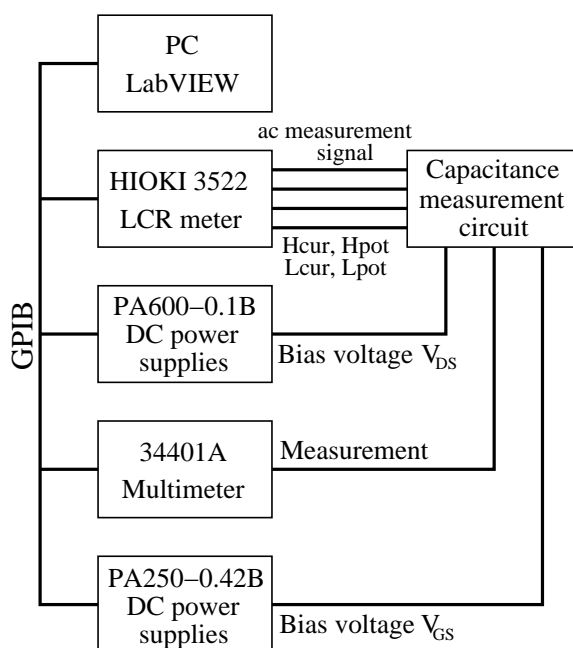 PC
LabVIEW
ac measurement
signal
HIOKI 3522
LCR meter
Capacitance
measurement
circuit
Hcur, Hpot
Lcur, Lpot
GPIB
PA600−0.1B
DC power
supplies
Bias voltage V_DS
34401A
Multimeter
Measurement
PA250−0.42B
DC power
supplies
Bias voltage V_GS